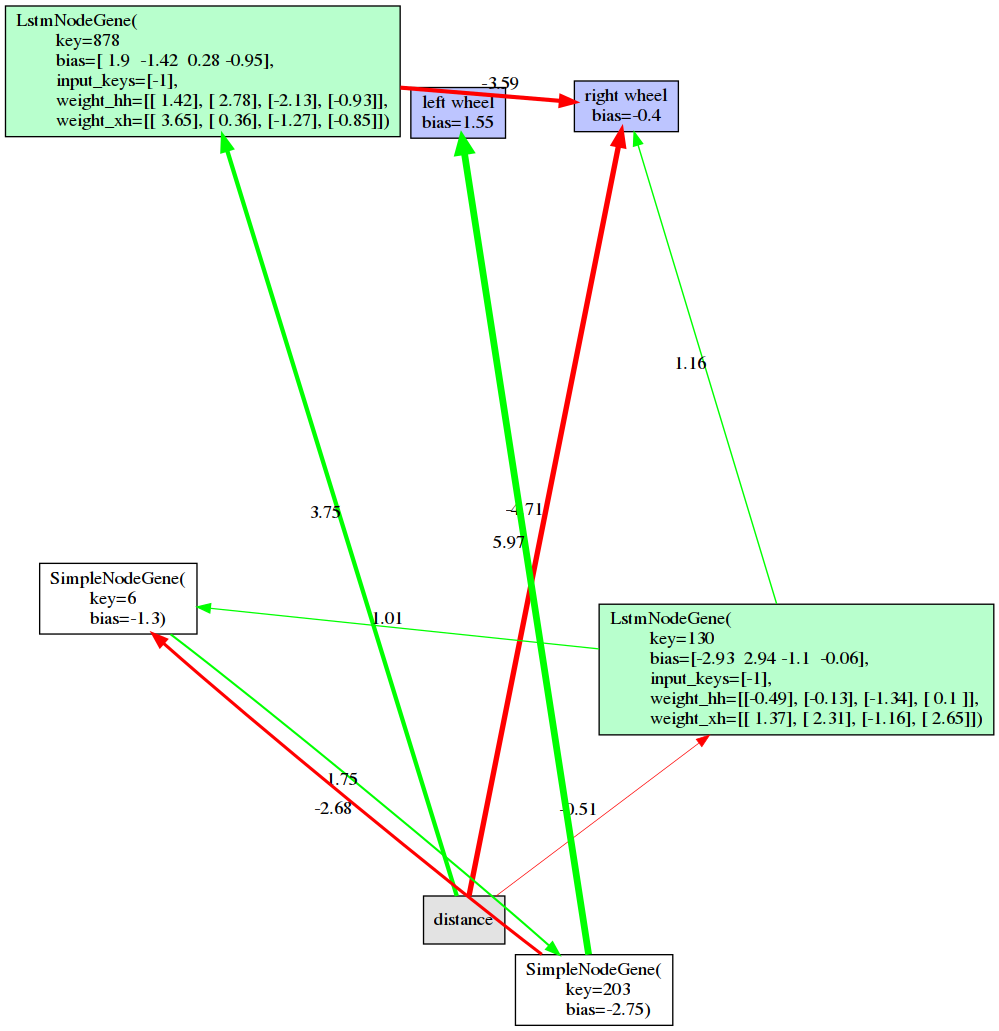 LstmNodeGene(
key=878
bias=[ 1.9  -1.42  0.28 -0.95],
input_keys=[-1],
weight_hh=[[ 1.42], [ 2.78], [-2.13], [-0.93]],
weight_xh=[[ 3.65], [ 0.36], [-1.27], [-0.85]])
-3.59
left wheel
bias=1.55
right wheel
bias=-0.4
1.16
3.75
-4.71
5.97
SimpleNodeGene(
key=6
bias=-1.3)
1.01
LstmNodeGene(
key=130
bias=[-2.93  2.94 -1.1  -0.06],
input_keys=[-1],
weight_hh=[[-0.49], [-0.13], [-1.34], [ 0.1 ]],
weight_xh=[[ 1.37], [ 2.31], [-1.16], [ 2.65]])
1.75
-2.68
-0.51
distance
SimpleNodeGene(
key=203
bias=-2.75)